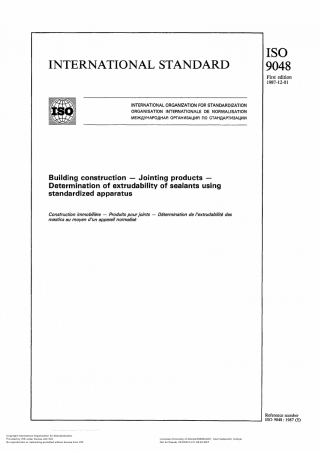 ISO
9048
First edition
1987-12-01
INTERNATIONAL STANDARD
ISO
INTERNATIONAL ORGANIZATION FOR STANDARDIZATION
ORGANISATION INTERNATIONALE DE NORMALISATION
МЕЖДУНАРОДНАЯ ОРГАНИЗАЦИЯ ПО СТАНДАРТИЗАЦИИ
Building construction — Jointing products —
Determination of extrudability of sealants using
standardized apparatus
Construction immobilière — Produits pour joints — Détermination de l'extrudabilité des
mastics au moyen d'un appareil normalisé
Reference number
ISO 9048 : 1987 (E)